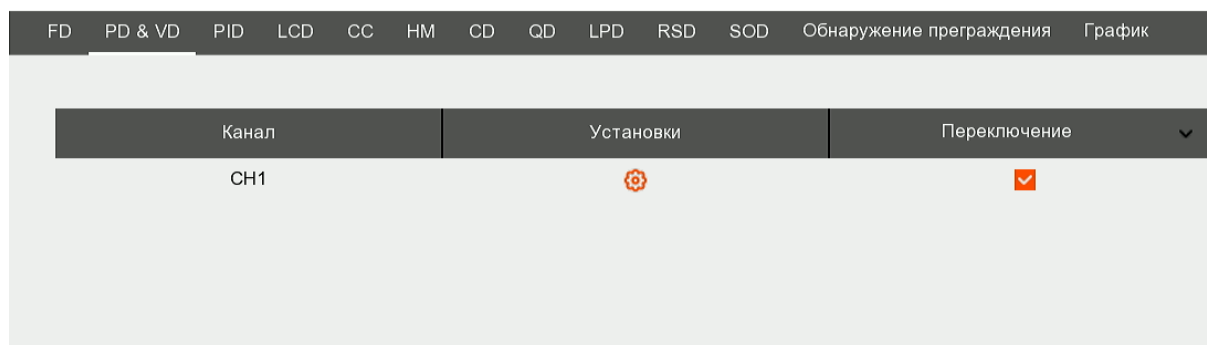 FD PD & VD PID LCD CC HM CD QD LPD RSD SOD Обнаружение преграждения График
Канал Установки Переключение
CH1